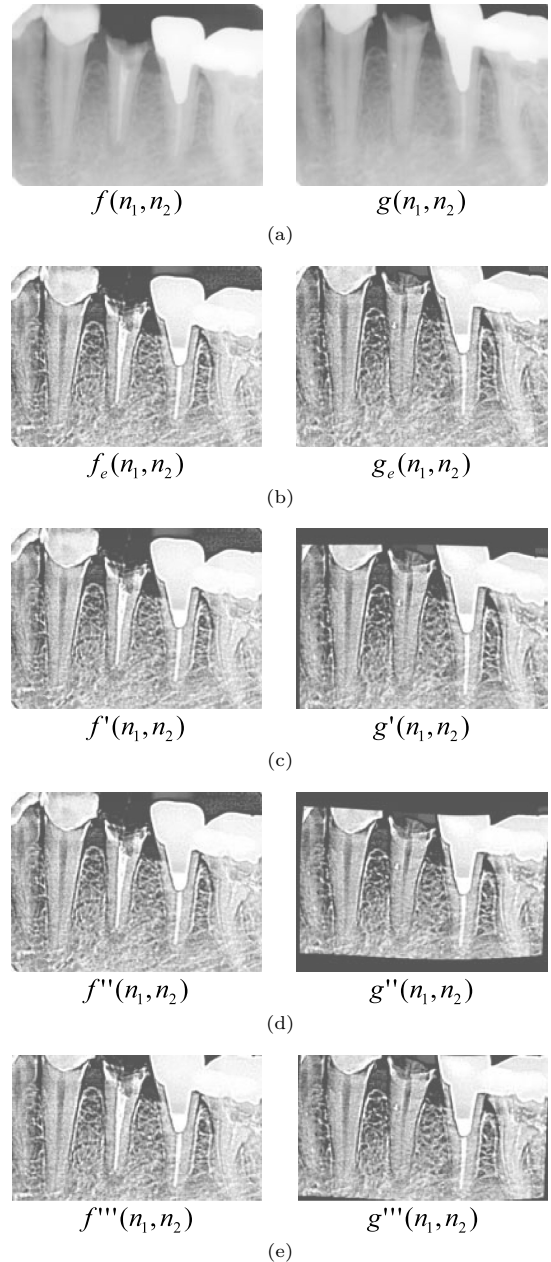 f(n₁,n₂) g(n₁,n₂)
(a)
fₑ(n₁,n₂) gₑ(n₁,n₂)
(b)
f'(n₁,n₂) g'(n₁,n₂)
(c)
f''(n₁,n₂) g''(n₁,n₂)
(d)
f'''(n₁,n₂) g'''(n₁,n₂)
(e)